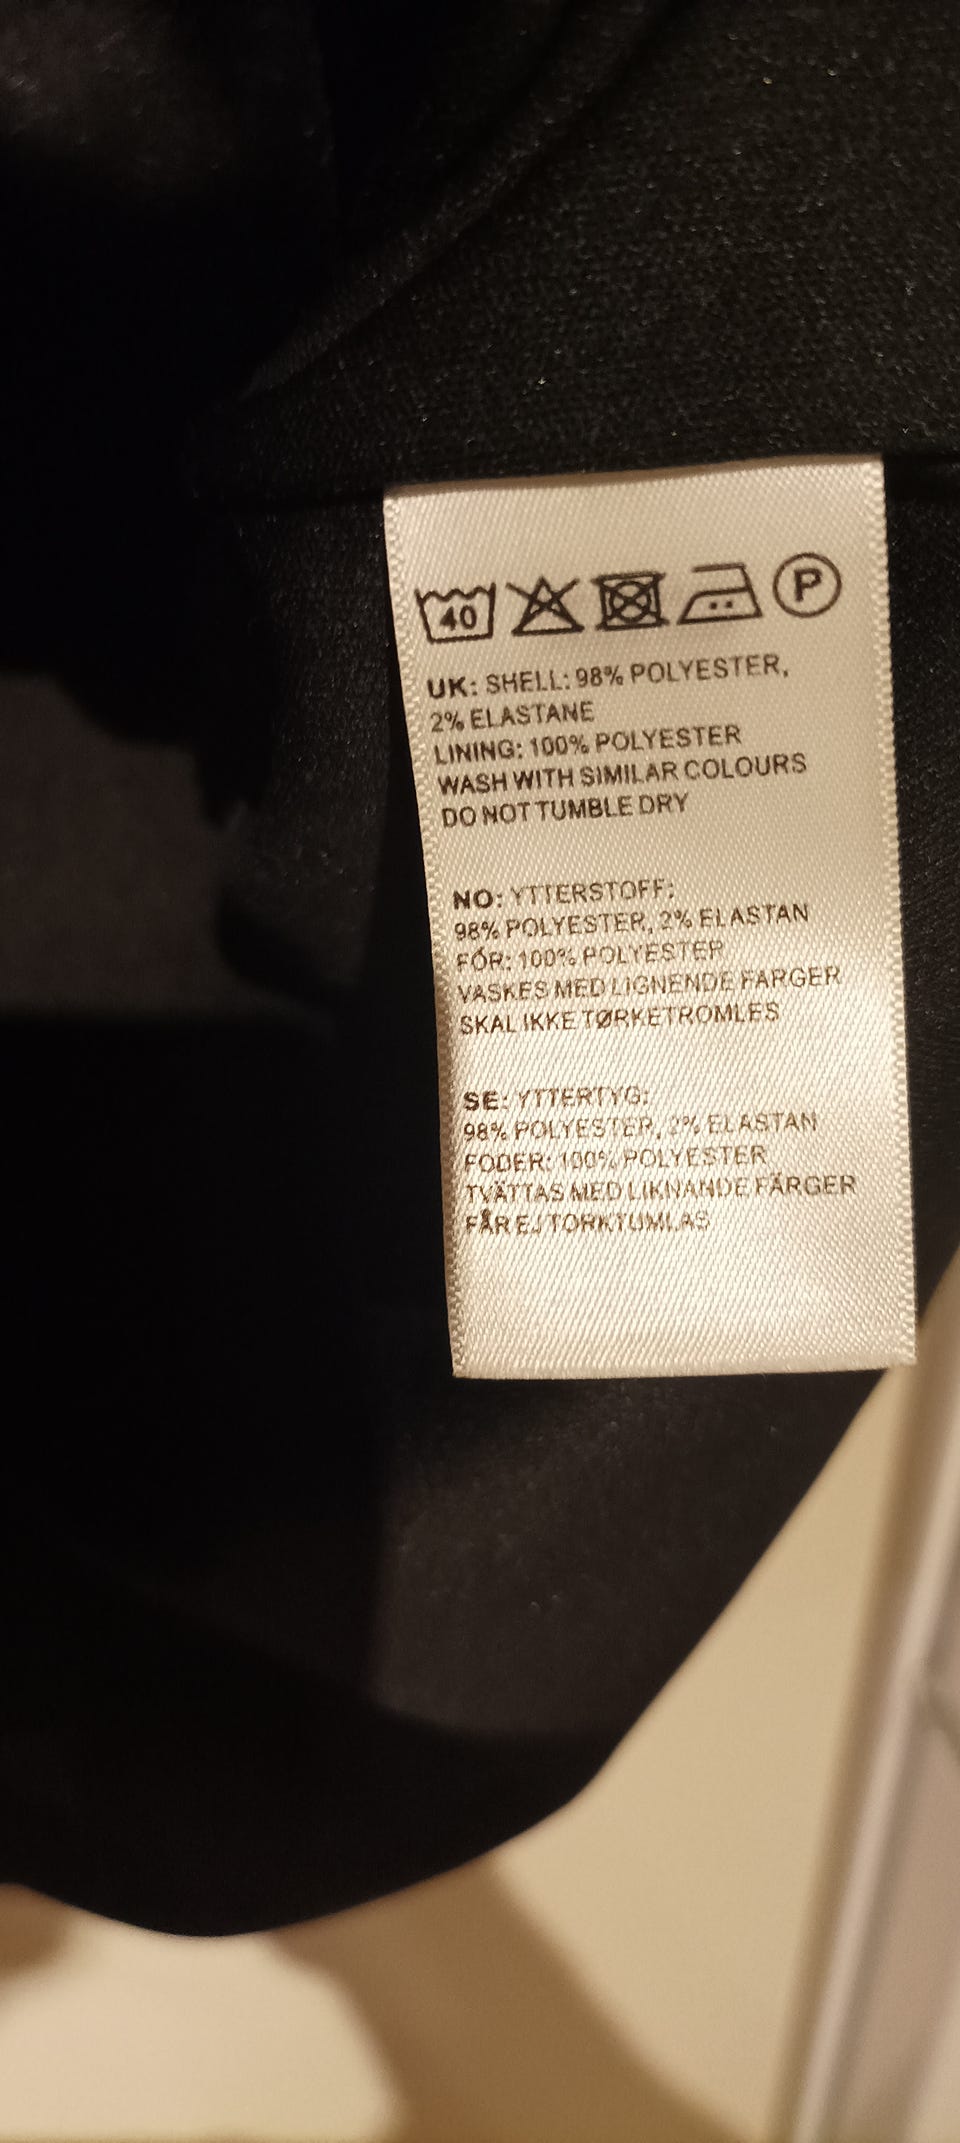 40 P
UK: SHELL: 98% POLYESTER,
2% ELASTANE
LINING: 100% POLYESTER
WASH WITH SIMILAR COLOURS
DO NOT TUMBLE DRY
NO: YTTERSTOFF:
98% POLYESTER, 2% ELASTAN
FÓR: 100% POLYESTER
VASKES MED LIGNENDE FARGER
SKAL IKKE TØRKETROMLES
SE: YTTERTYG:
98% POLYESTER, 2% ELASTAN
FODER: 100% POLYESTER
TVÄTTAS MED LIKNANDE FÄRGER
FÅR EJ TORKTUMLAS